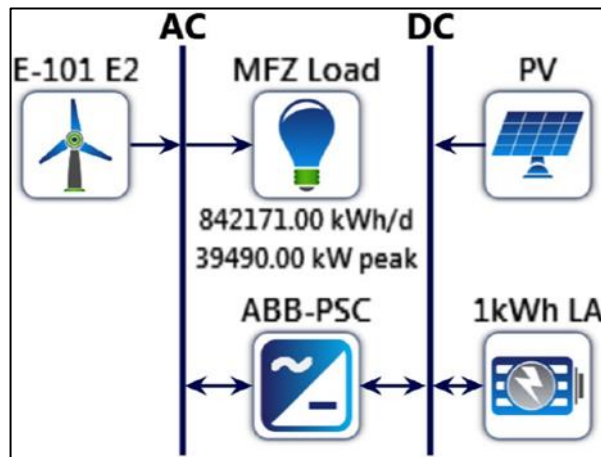 AC DC
E-101 E2 MFZ Load PV
842171.00 kWh/d
39490.00 kW peak
ABB-PSC 1kWh LA